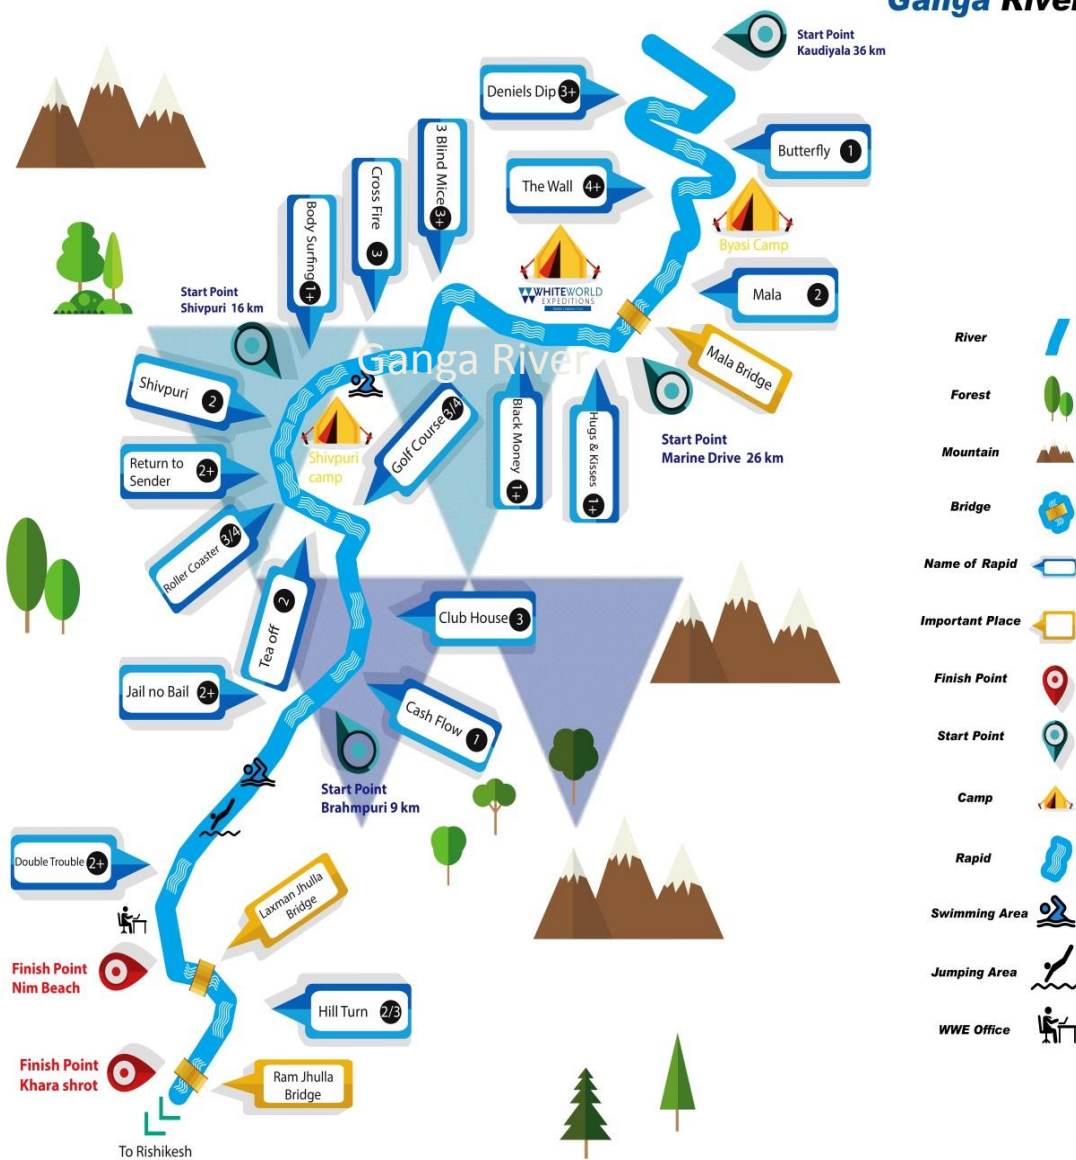 Ganga River
Start Point
Kaudiyala 36 km
Deniels Dip 3+
Butterfly 1
3 Blind Mice 3+
Cross Fire 3
The Wall 4+
Body Surfing 1+
Byasi Camp
WHITEWORLD
EXPEDITIONS
Mala 2
Start Point
Shivpuri 16 km
Mala Bridge
Ganga River
Shivpuri 2
Golf Course 3/4
Black Money 1+
Hugs & Kisses 1+
Start Point
Marine Drive 26 km
Shivpuri
camp
Return to
Sender 2+
Roller Coaster 3/4
Tea off 2
Club House 3
Jail no Bail 2+
Cash Flow 1
Start Point
Brahmpuri 9 km
Double Trouble 2+
Laxman Jhulla
Bridge
Finish Point
Nim Beach
Hill Turn 2/3
Finish Point
Khara shrot
Ram Jhulla
Bridge
To Rishikesh
River
Forest
Mountain
Bridge
Name of Rapid
Important Place
Finish Point
Start Point
Camp
Rapid
Swimming Area
Jumping Area
WWE Office